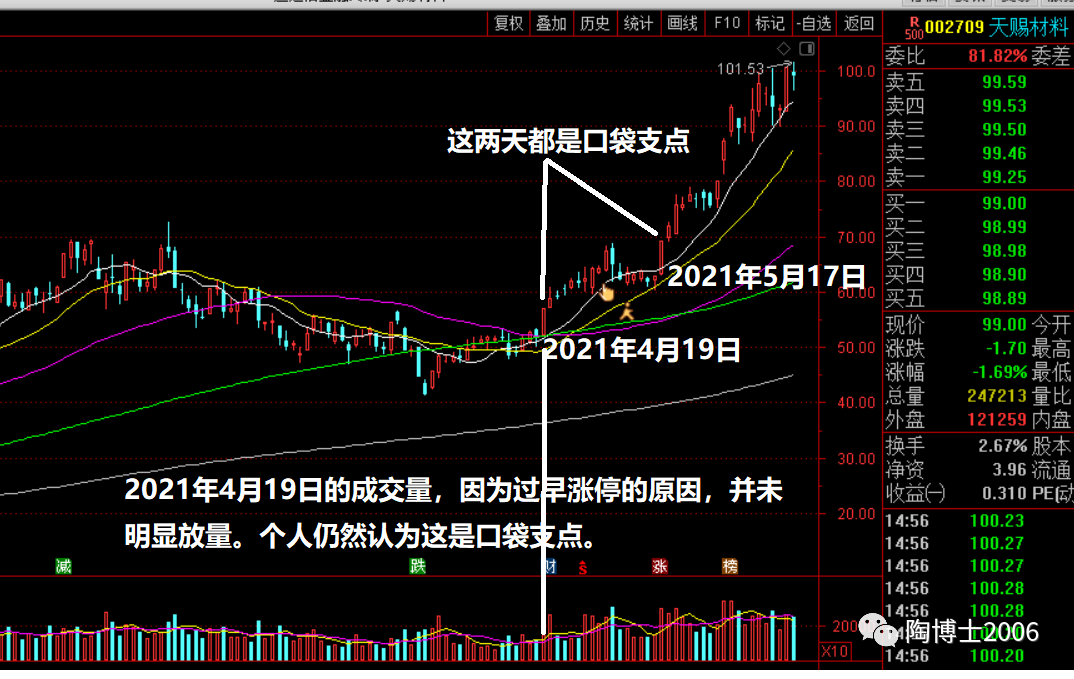 复权 叠加 历史 统计 画线 F10 标记 -自选 返回
R
500
002709 天赐材料
委比 81.82% 委差
卖五 99.59
卖四 99.53
卖三 99.50
卖二 99.46
卖一 99.25
买一 99.00
买二 98.99
买三 98.98
买四 98.90
买五 98.89
现价 99.00 今开
涨跌 -1.70 最高
涨幅 -1.69% 最低
总量 247213 量比
外盘 121259 内盘
换手 2.67% 股本
净资 3.96 流通
收益(一) 0.310 PE(动
14:56 100.23
14:56 100.27
14:56 100.27
14:56 100.28
14:56 100.28
14:56 100.20
101.53
100.0
90.00
80.00
70.00
60.00
50.00
40.00
30.00
20.00
这两天都是口袋支点
2021年5月17日
2021年4月19日
2021年4月19日的成交量，因为过早涨停的原因，并未
明显放量。个人仍然认为这是口袋支点。
减 跌 财 $ 涨 榜
200
X10
陶博士2006